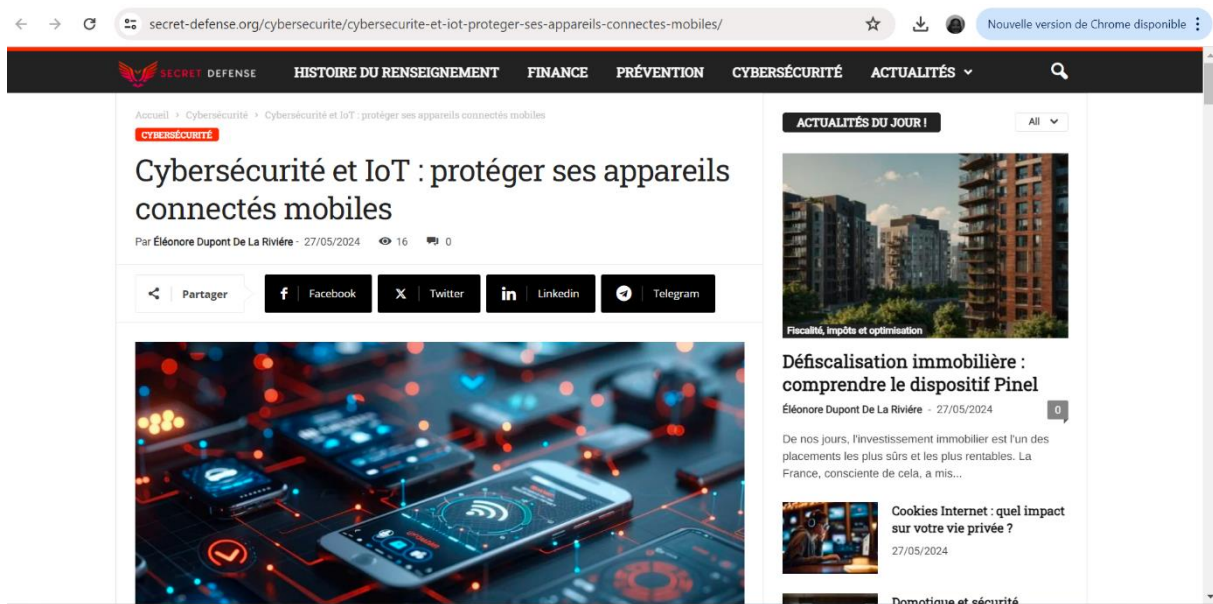 secret-defense.org/cybersecurite/cybersecurite-et-iot-proteger-ses-appareils-connectes-mobiles/
Nouvelle version de Chrome disponible
SECRET DEFENSE
HISTOIRE DU RENSEIGNEMENT
FINANCE
PRÉVENTION
CYBERSÉCURITÉ
ACTUALITÉS
Accueil > Cybersécurité > Cybersécurité et IoT : protéger ses appareils connectés mobiles
CYBERSÉCURITÉ
Cybersécurité et IoT : protéger ses appareils
connectés mobiles
Par Éléonore Dupont De La Riviére - 27/05/2024 16 0
Partager
Facebook
Twitter
Linkedin
Telegram
ACTUALITÉS DU JOUR !
All
Fiscalité, impôts et optimisation
Défiscalisation immobilière :
comprendre le dispositif Pinel
Éléonore Dupont De La Riviére - 27/05/2024 0
De nos jours, l'investissement immobilier est l'un des
placements les plus sûrs et les plus rentables. La
France, consciente de cela, a mis...
Cookies Internet : quel impact
sur votre vie privée ?
27/05/2024
Domotique et sécurité